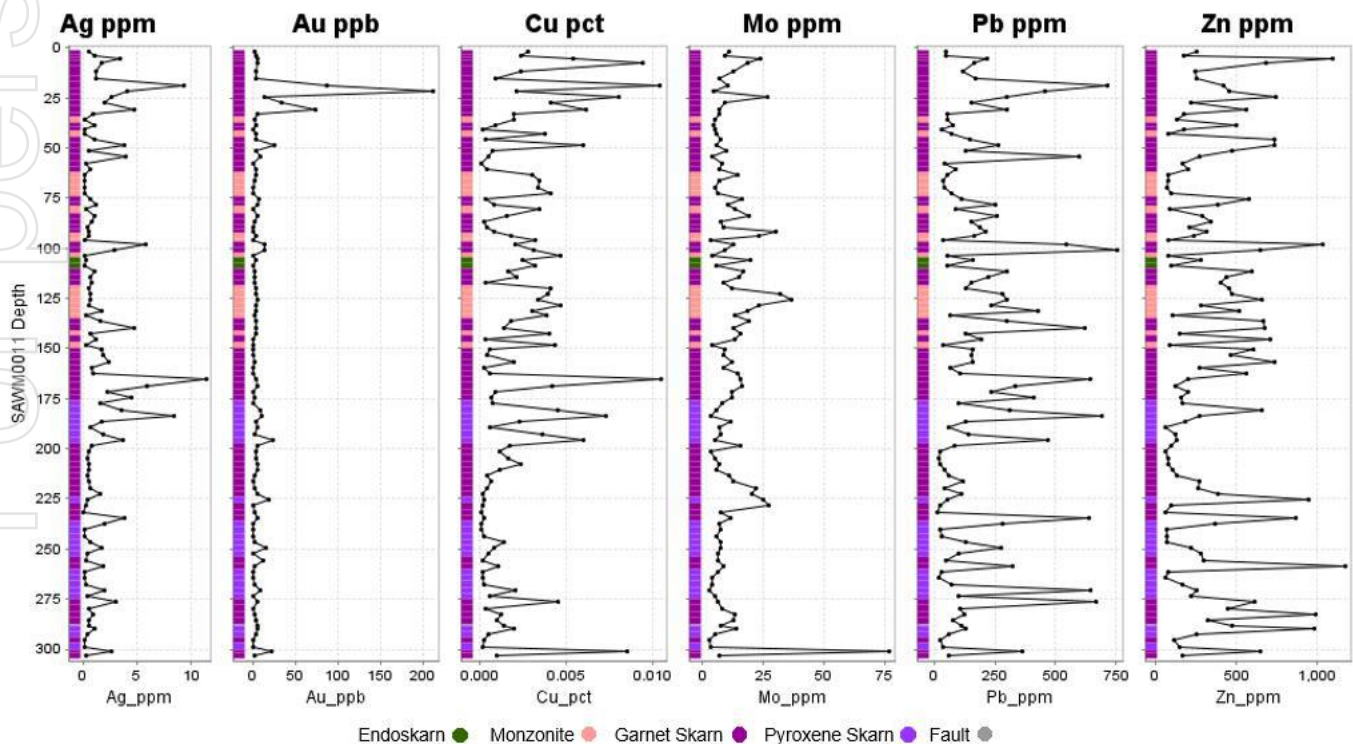 Ag ppm Au ppb Cu pct Mo ppm Pb ppm Zn ppm
0
25
50
75
100
125
150
175
200
225
250
275
300
SAWM0011 Depth
0 5 10 0 50 100 150 200 0.000 0.005 0.010 0 25 50 75 0 250 500 750 0 500 1,000
Ag_ppm Au_ppb Cu_pct Mo_ppm Pb_ppm Zn_ppm
Endoskarn Monzonite Garnet Skarn Pyroxene Skarn Fault